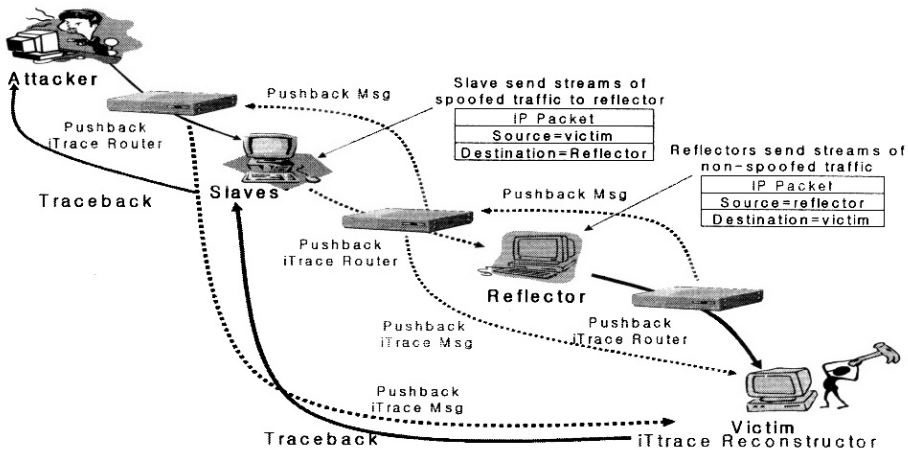 Attacker
Pushback Msg
Slave send streams of
spoofed traffic to reflector
IP Packet
Source=victim
Destination=Reflector
Pushback
iTrace Router
Reflectors send streams of
non-spoofed traffic
IP Packet
Source=reflector
Destination=victim
Traceback
Slaves
Pushback Msg
Pushback
iTrace Router
Reflector
Pushback
iTrace Msg
Pushback
iTrace Router
Pushback
iTrace Msg
Victim
Traceback
iTtrace Reconstructor